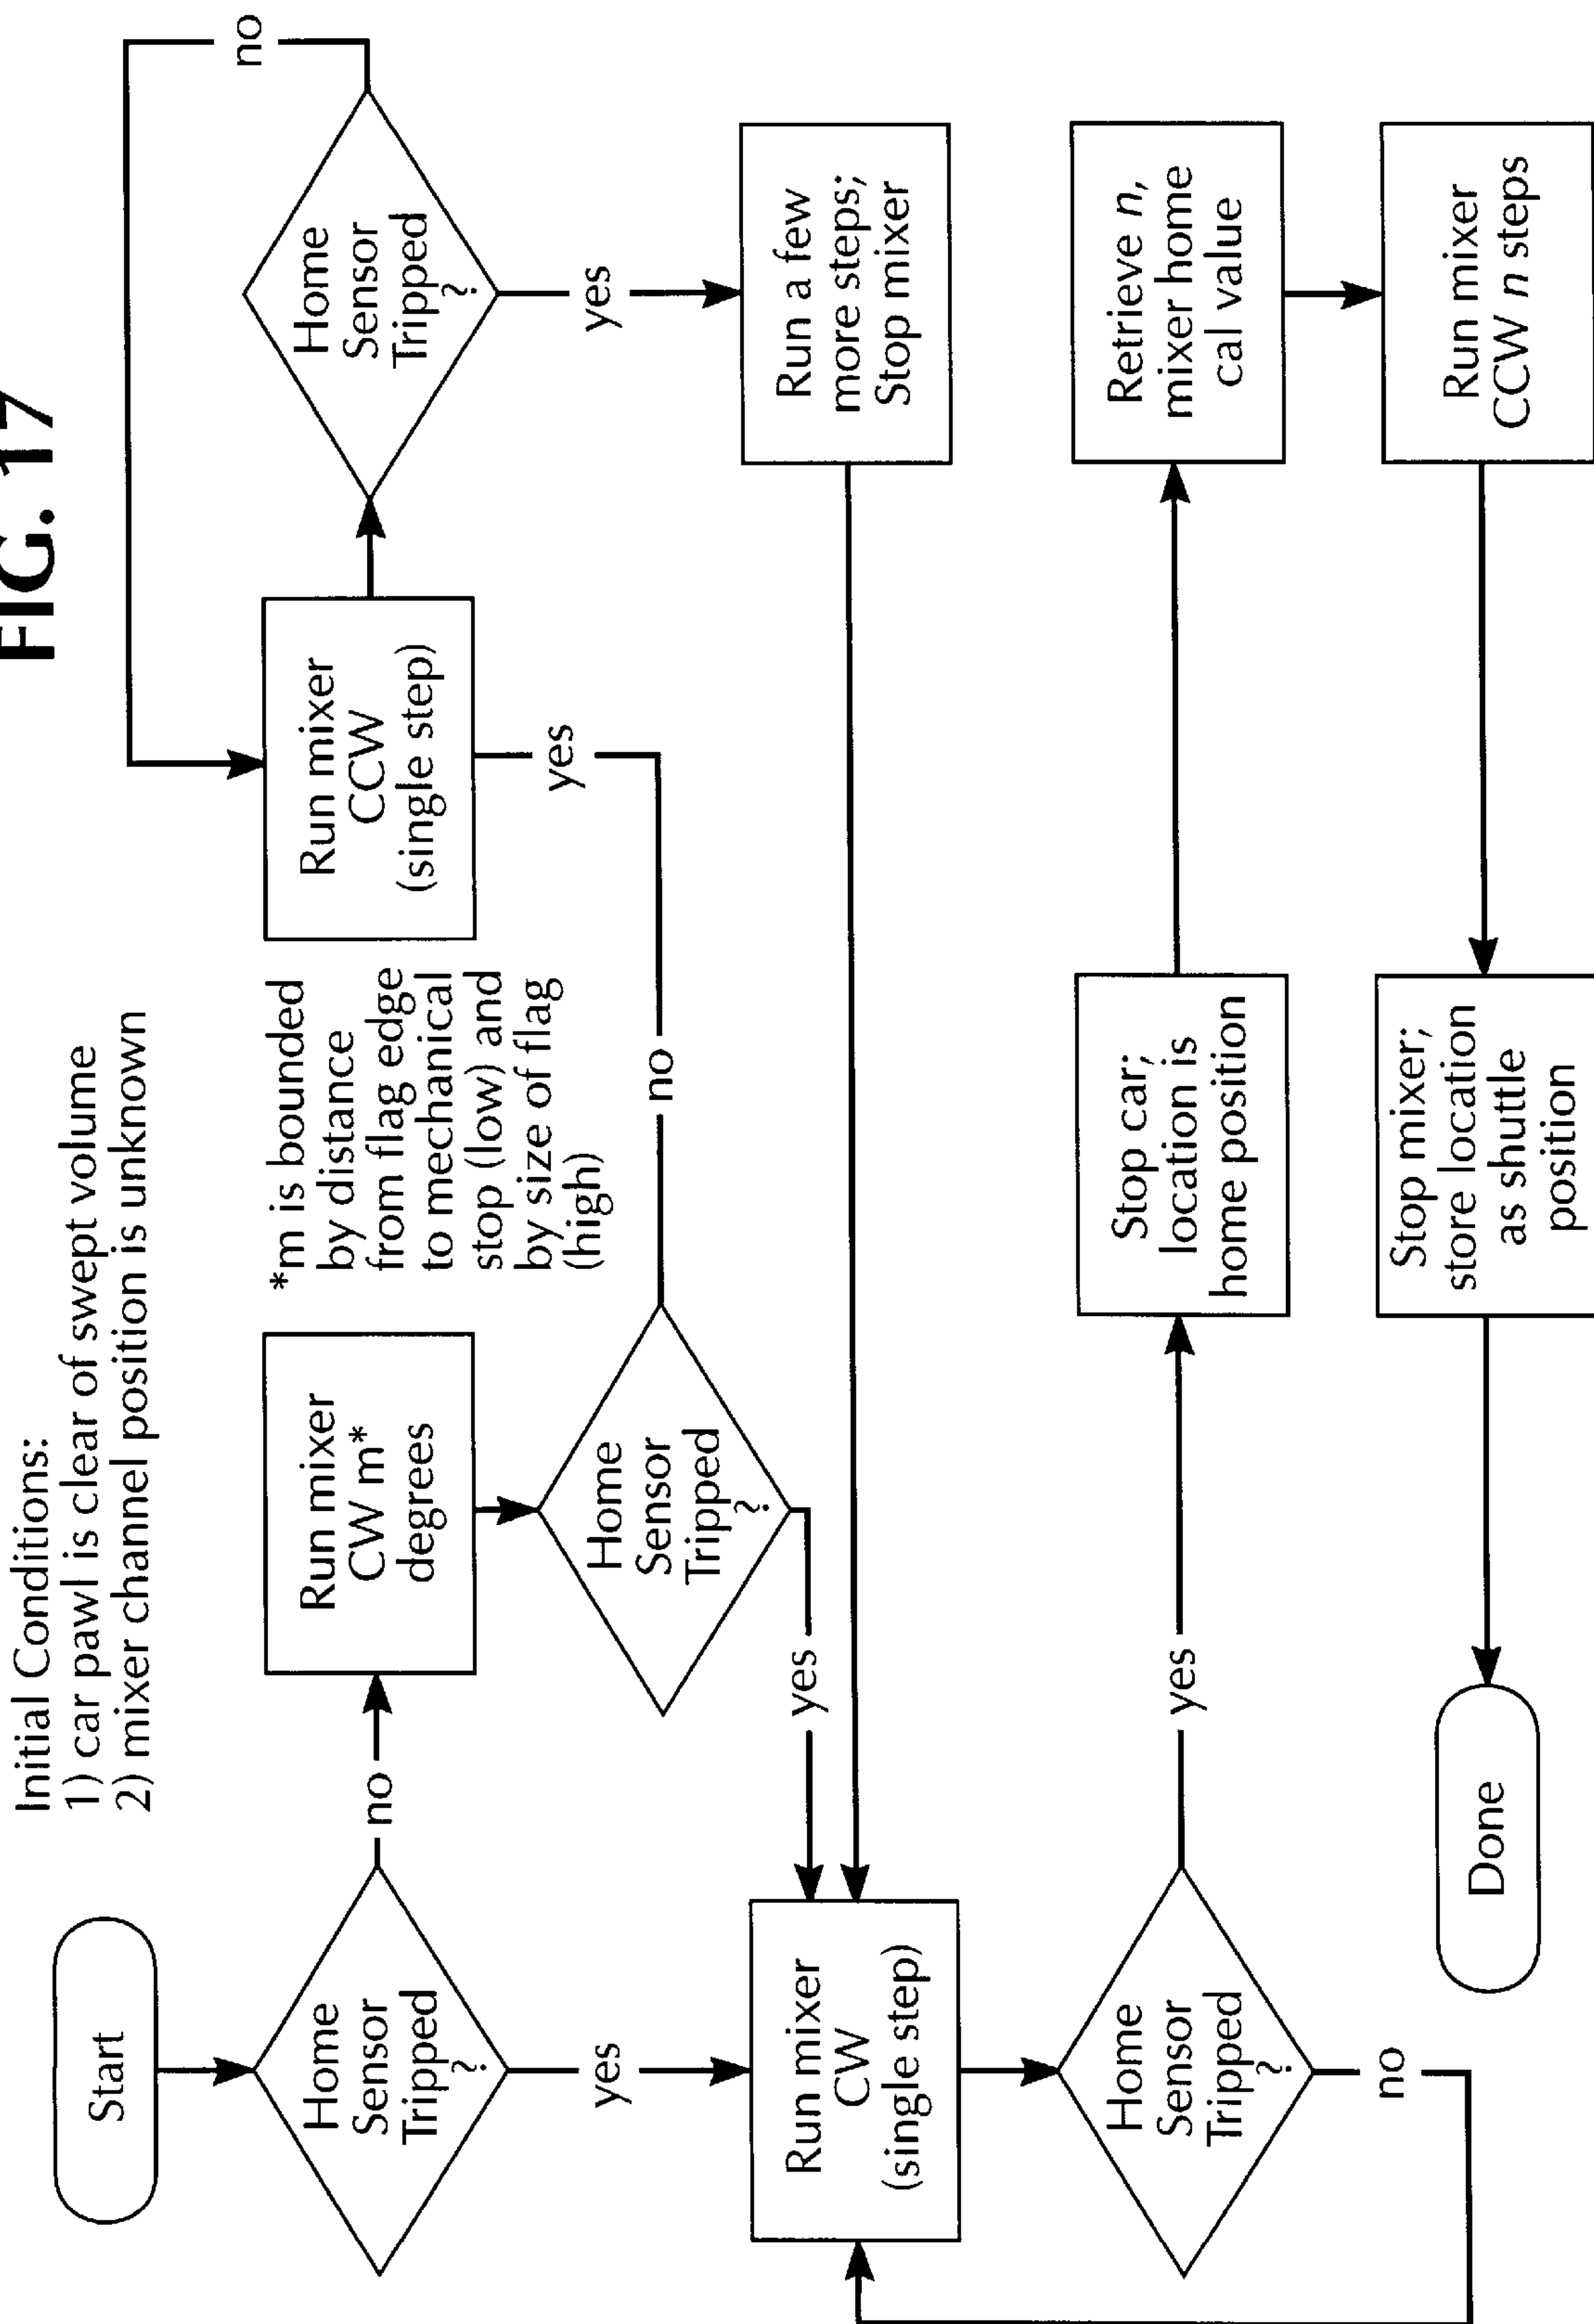 FIG. 17
Initial Conditions:
1) car pawl is clear of swept volume
2) mixer channel position is unknown
Start
Home
Sensor
Tripped
?
no
yes
Run mixer
CW m*
degrees
*m is bounded
by distance
from flag edge
to mechanical
stop (low) and
by size of flag
(high)
Home
Sensor
Tripped
?
no
yes
yes
Run mixer
CCW
(single step)
Home
Sensor
Tripped
?
no
yes
Run a few
more steps;
Stop mixer
Run mixer
CW
(single step)
Home
Sensor
Tripped
?
no
yes
Stop car;
location is
home position
Retrieve n,
mixer home
cal value
Run mixer
CCW n steps
Stop mixer;
store location
as shuttle
position
Done